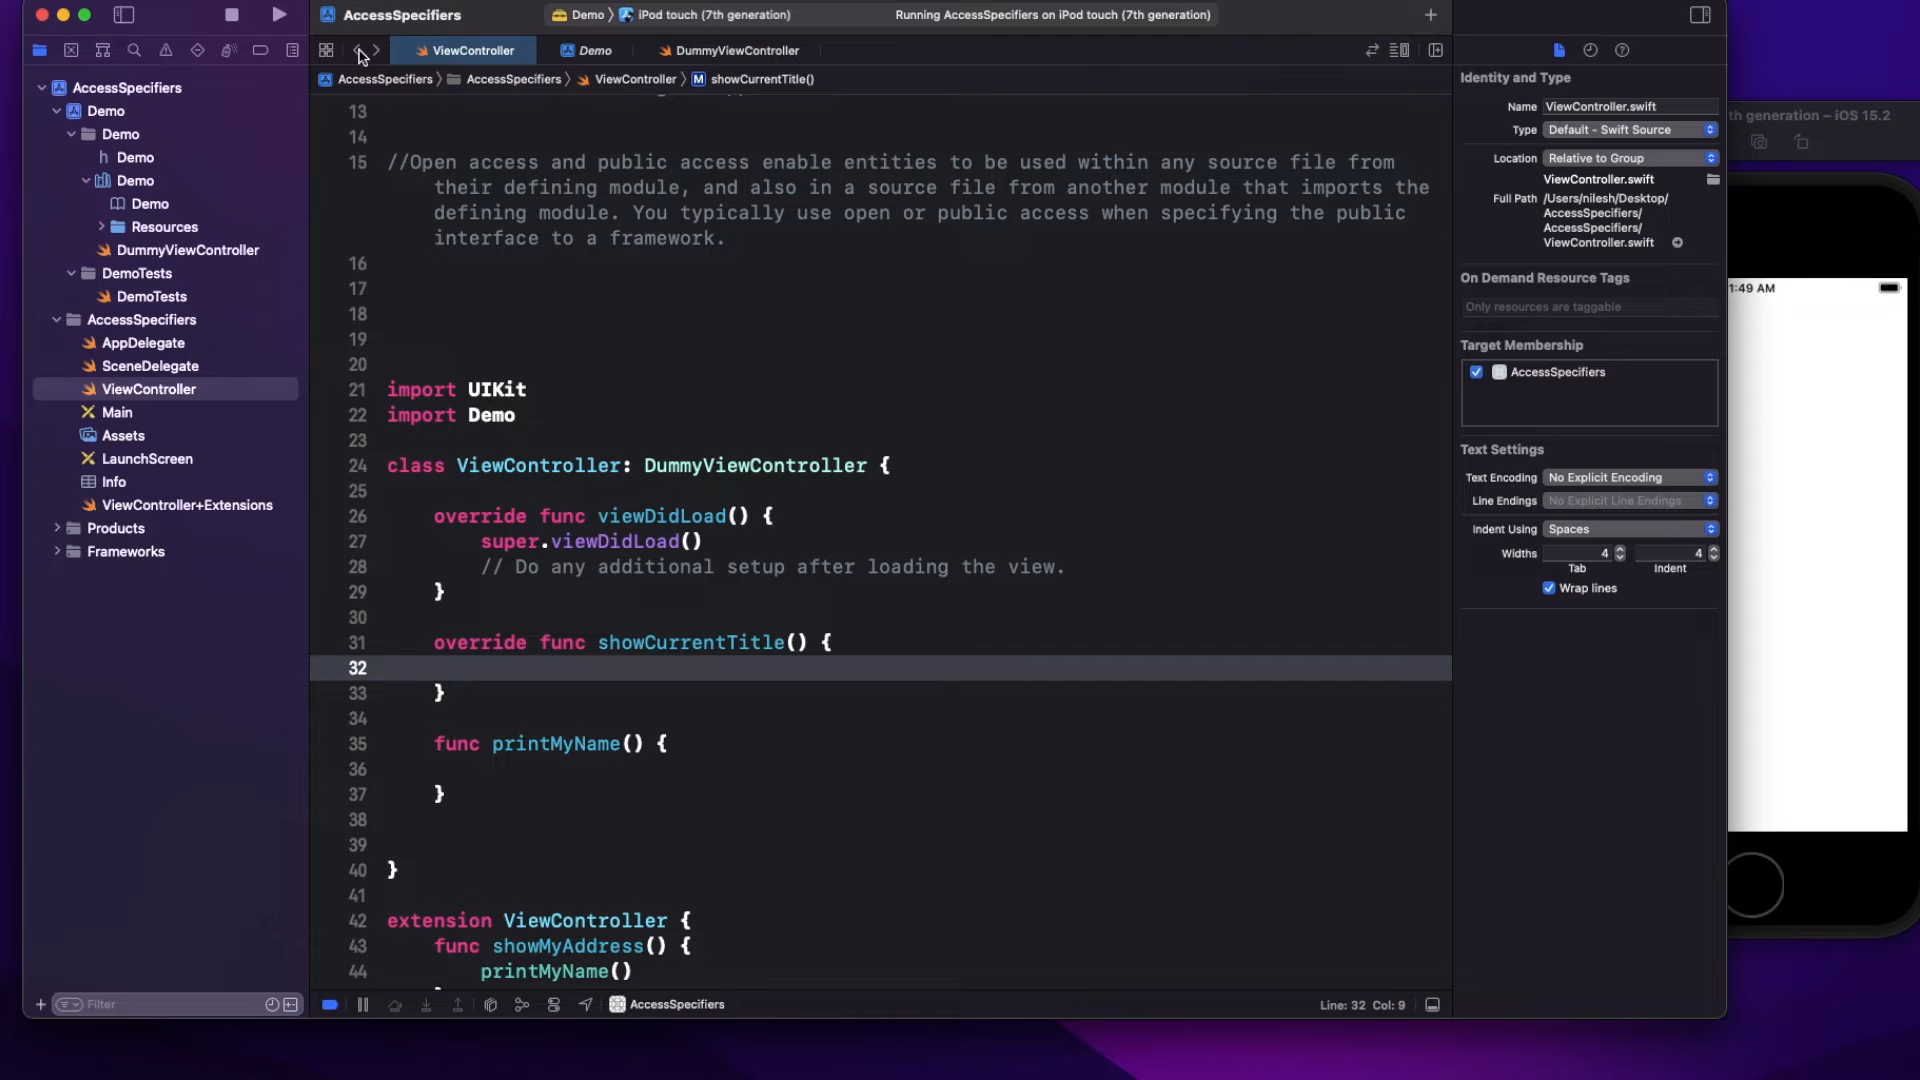 AccessSpecifiers
Demo
iPod touch (7th generation)
Running AccessSpecifiers on iPod touch (7th generation)
ViewController
Demo
DummyViewController
AccessSpecifiers
AccessSpecifiers
ViewController
M showCurrentTitle()
AccessSpecifiers
Demo
Demo
h Demo
Demo
Demo
Resources
DummyViewController
DemoTests
DemoTests
AccessSpecifiers
AppDelegate
SceneDelegate
ViewController
Main
Assets
LaunchScreen
Info
ViewController+Extensions
Products
Frameworks
Filter
13
14
15 //Open access and public access enable entities to be used within any source file from
their defining module, and also in a source file from another module that imports the
defining module. You typically use open or public access when specifying the public
interface to a framework.
16
17
18
19
20
21 import UIKit
22 import Demo
23
24 class ViewController: DummyViewController {
25
26 override func viewDidLoad() {
27 super.viewDidLoad()
28 // Do any additional setup after loading the view.
29 }
30
31 override func showCurrentTitle() {
32
33 }
34
35 func printMyName() {
36
37 }
38
39
40 }
41
42 extension ViewController {
43 func showMyAddress() {
44 printMyName()
AccessSpecifiers
Line: 32 Col: 9
Identity and Type
Name ViewController.swift
Type Default - Swift Source
Location Relative to Group
ViewController.swift
Full Path /Users/nilesh/Desktop/
AccessSpecifiers/
AccessSpecifiers/
ViewController.swift
On Demand Resource Tags
Only resources are taggable
Target Membership
AccessSpecifiers
Text Settings
Text Encoding No Explicit Encoding
Line Endings No Explicit Line Endings
Indent Using Spaces
Widths 4 4
Tab Indent
Wrap lines
th generation – iOS 15.2
1:49 AM